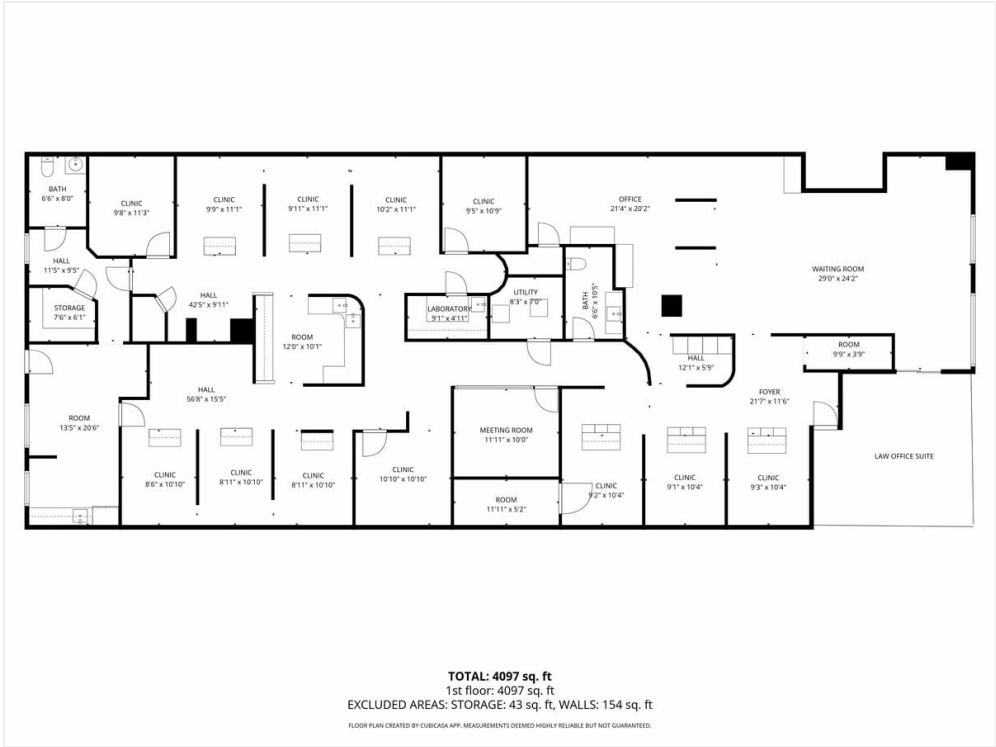 BATH
6'6" x 8'0"
CLINIC
9'8" x 11'3"
CLINIC
9'9" x 11'1"
CLINIC
9'11" x 11'1"
CLINIC
10'2" x 11'1"
CLINIC
9'5" x 10'9"
OFFICE
21'4" x 20'2"
WAITING ROOM
29'0" x 24'2"
HALL
11'5" x 9'5"
STORAGE
7'6" x 6'1"
HALL
42'5" x 9'11"
ROOM
12'0" x 10'1"
LABORATORY
9'1" x 4'11"
UTILITY
8'3" x 7'0"
BATH
6'6" x 10'5"
HALL
12'1" x 5'9"
ROOM
9'9" x 3'9"
FOYER
21'7" x 11'6"
HALL
56'8" x 15'5"
ROOM
13'5" x 20'6"
CLINIC
8'6" x 10'10"
CLINIC
8'11" x 10'10"
CLINIC
8'11" x 10'10"
CLINIC
10'10" x 10'10"
MEETING ROOM
11'11" x 10'0"
ROOM
11'11" x 5'2"
CLINIC
9'2" x 10'4"
CLINIC
9'1" x 10'4"
CLINIC
9'3" x 10'4"
LAW OFFICE SUITE
TOTAL: 4097 sq. ft
1st floor: 4097 sq. ft
EXCLUDED AREAS: STORAGE: 43 sq. ft, WALLS: 154 sq. ft
FLOOR PLAN CREATED BY CUBICASA APP. MEASUREMENTS DEEMED HIGHLY RELIABLE BUT NOT GUARANTEED.